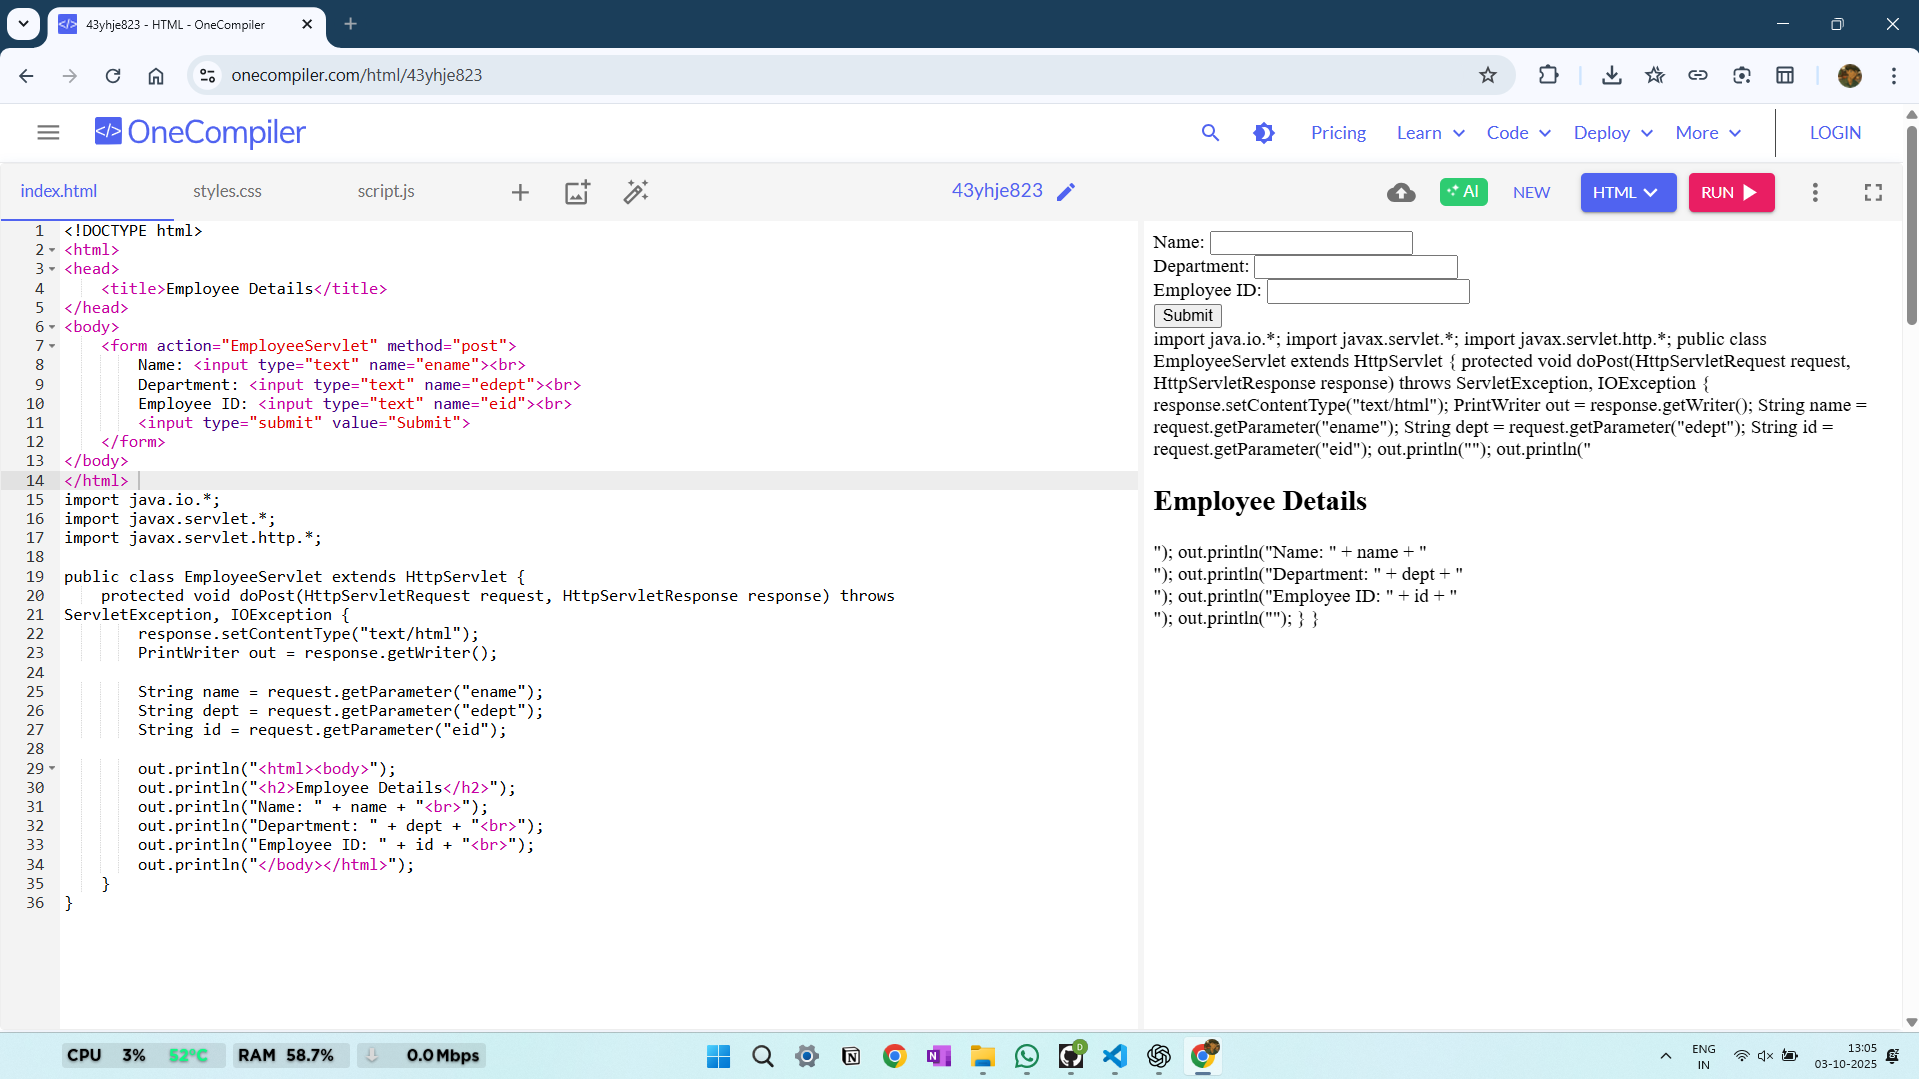 43yhje823 - HTML - OneCompiler
onecompiler.com/html/43yhje823
</> OneCompiler
Pricing Learn Code Deploy More LOGIN
index.html styles.css script.js 43yhje823 AI NEW HTML RUN
1 <!DOCTYPE html>
2 <html>
3 <head>
4 <title>Employee Details</title>
5 </head>
6 <body>
7 <form action="EmployeeServlet" method="post">
8 Name: <input type="text" name="ename"><br>
9 Department: <input type="text" name="edept"><br>
10 Employee ID: <input type="text" name="eid"><br>
11 <input type="submit" value="Submit">
12 </form>
13 </body>
14 </html>
15 import java.io.*;
16 import javax.servlet.*;
17 import javax.servlet.http.*;
18
19 public class EmployeeServlet extends HttpServlet {
20 protected void doPost(HttpServletRequest request, HttpServletResponse response) throws
21 ServletException, IOException {
22 response.setContentType("text/html");
23 PrintWriter out = response.getWriter();
24
25 String name = request.getParameter("ename");
26 String dept = request.getParameter("edept");
27 String id = request.getParameter("eid");
28
29 out.println("<html><body>");
30 out.println("<h2>Employee Details</h2>");
31 out.println("Name: " + name + "<br>");
32 out.println("Department: " + dept + "<br>");
33 out.println("Employee ID: " + id + "<br>");
34 out.println("</body></html>");
35 }
36 }
Name:
Department:
Employee ID:
Submit
import java.io.*; import javax.servlet.*; import javax.servlet.http.*; public class
EmployeeServlet extends HttpServlet { protected void doPost(HttpServletRequest request,
HttpServletResponse response) throws ServletException, IOException {
response.setContentType("text/html"); PrintWriter out = response.getWriter(); String name =
request.getParameter("ename"); String dept = request.getParameter("edept"); String id =
request.getParameter("eid"); out.println(""); out.println("
Employee Details
"); out.println("Name: " + name + "
"); out.println("Department: " + dept + "
"); out.println("Employee ID: " + id + "
"); out.println(""); } }
CPU 3% 52°C RAM 58.7% 0.0 Mbps
D
ENG
IN
13:05
03-10-2025